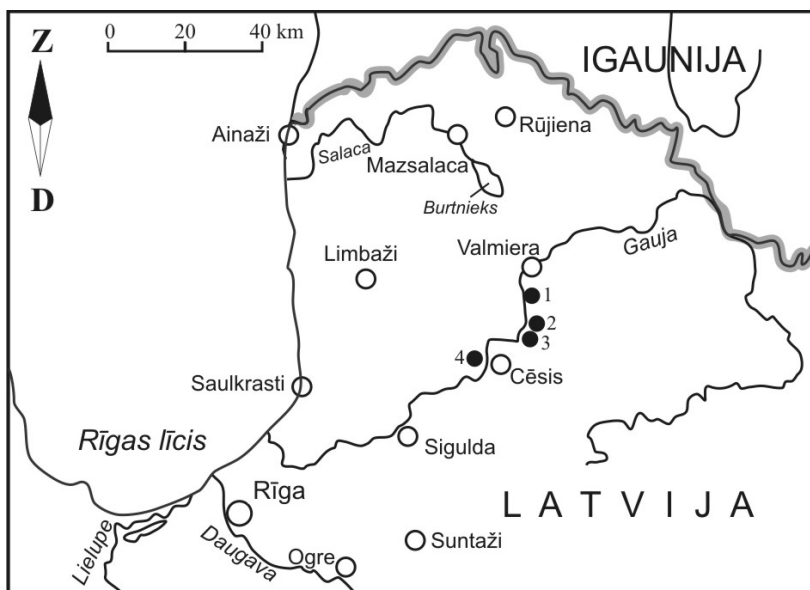 0 20 40 km
Z
D
IGAUNIJA
Ainaži
Salaca
Mazsalaca
Rūjiena
Burtnieks
Limbaži
Valmiera
Gauja
1
2
3
4
Cēsis
Saulkrasti
Rīgas līcis
Sigulda
Rīga
LATVIJA
Lielupe
Daugava
Ogre
Suntaži